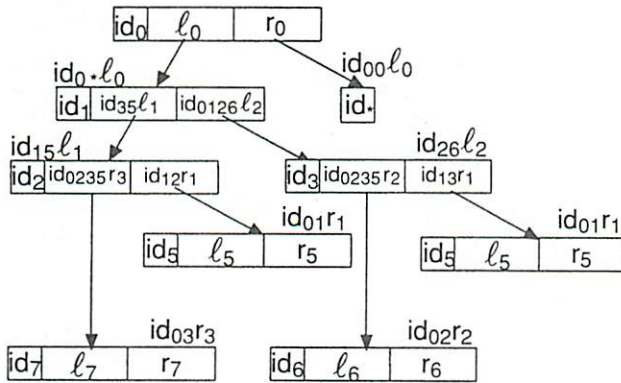 id₀ ℓ₀ r₀
id₀⋆ℓ₀ id₀₀ℓ₀
id₁ id₃₅ℓ₁ id₀₁₂₆ℓ₂ id⋆
id₁₅ℓ₁ id₂₆ℓ₂
id₂ id₀₂₃₅r₃ id₁₂r₁ id₃ id₀₂₃₅r₂ id₁₃r₁
id₀₁r₁ id₀₁r₁
id₅ ℓ₅ r₅ id₅ ℓ₅ r₅
id₀₃r₃ id₀₂r₂
id₇ ℓ₇ r₇ id₆ ℓ₆ r₆